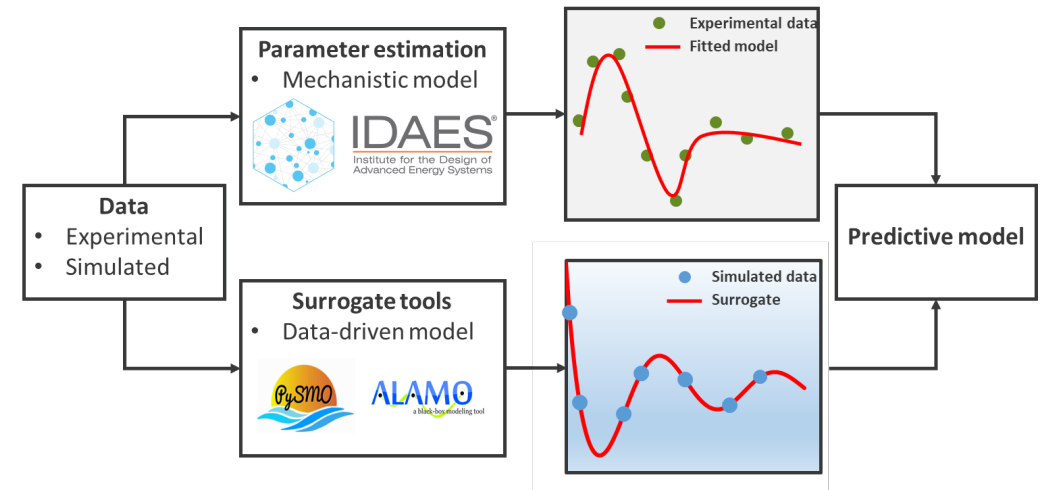 Data
• Experimental
• Simulated
Parameter estimation
• Mechanistic model
IDAES®
Institute for the Design of
Advanced Energy Systems
Experimental data
Fitted model
Surrogate tools
• Data-driven model
PySMO
ALAMO
a black-box modeling tool
Simulated data
Surrogate
Predictive model